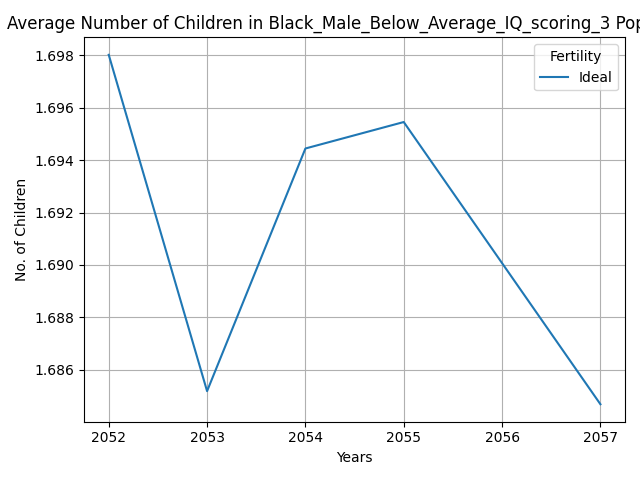 Average Number of Children in Black_Male_Below_Average_IQ_scoring_3 Pop
1.698
1.696
1.694
1.692
1.690
1.688
1.686
No. of Children
Fertility
Ideal
2052 2053 2054 2055 2056 2057
Years